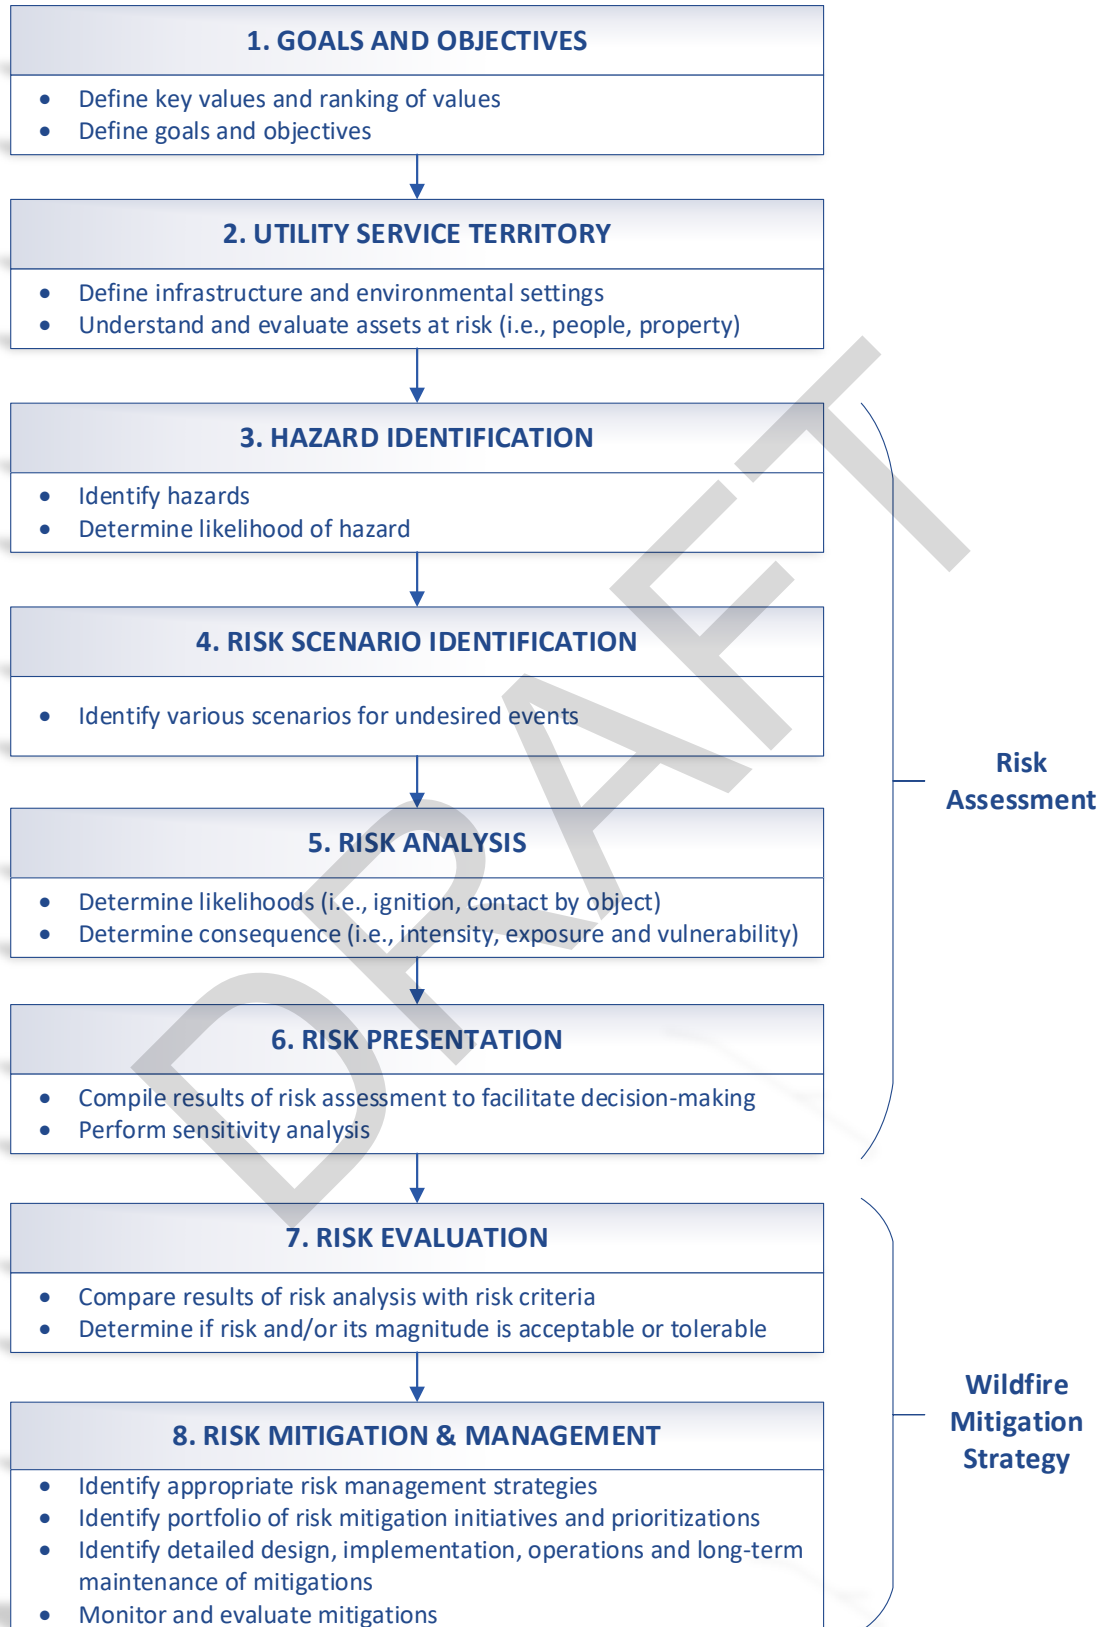 1. GOALS AND OBJECTIVES
• Define key values and ranking of values
• Define goals and objectives
2. UTILITY SERVICE TERRITORY
• Define infrastructure and environmental settings
• Understand and evaluate assets at risk (i.e., people, property)
3. HAZARD IDENTIFICATION
• Identify hazards
• Determine likelihood of hazard
4. RISK SCENARIO IDENTIFICATION
• Identify various scenarios for undesired events
5. RISK ANALYSIS
• Determine likelihoods (i.e., ignition, contact by object)
• Determine consequence (i.e., intensity, exposure and vulnerability)
6. RISK PRESENTATION
• Compile results of risk assessment to facilitate decision-making
• Perform sensitivity analysis
Risk
Assessment
7. RISK EVALUATION
• Compare results of risk analysis with risk criteria
• Determine if risk and/or its magnitude is acceptable or tolerable
8. RISK MITIGATION & MANAGEMENT
• Identify appropriate risk management strategies
• Identify portfolio of risk mitigation initiatives and prioritizations
• Identify detailed design, implementation, operations and long-term
maintenance of mitigations
• Monitor and evaluate mitigations
Wildfire
Mitigation
Strategy
DRAFT